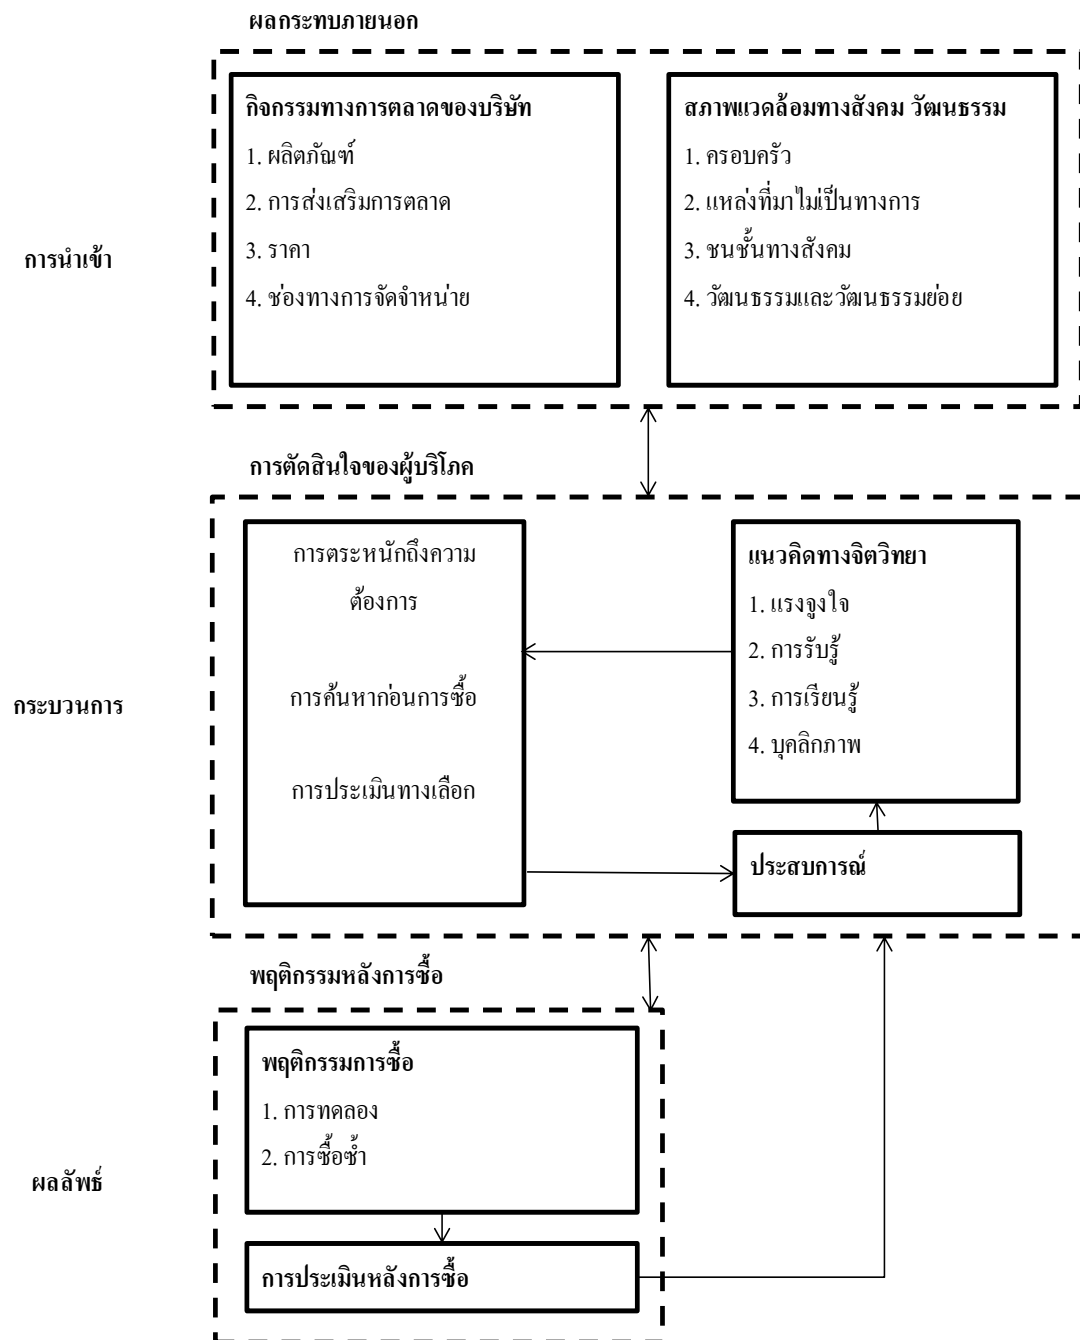 ผลกระทบภายนอก
กิจกรรมทางการตลาดของบริษัท
1. ผลิตภัณฑ์
2. การส่งเสริมการตลาด
3. ราคา
4. ช่องทางการจัดจำหน่าย
สภาพแวดล้อมทางสังคม วัฒนธรรม
1. ครอบครัว
2. แหล่งที่มาไม่เป็นทางการ
3. ชนชั้นทางสังคม
4. วัฒนธรรมและวัฒนธรรมย่อย
การนำเข้า
การตัดสินใจของผู้บริโภค
การตระหนักถึงความ
ต้องการ
การค้นหาก่อนการซื้อ
การประเมินทางเลือก
แนวคิดทางจิตวิทยา
1. แรงจูงใจ
2. การรับรู้
3. การเรียนรู้
4. บุคลิกภาพ
ประสบการณ์
กระบวนการ
พฤติกรรมหลังการซื้อ
พฤติกรรมการซื้อ
1. การทดลอง
2. การซื้อซ้ำ
การประเมินหลังการซื้อ
ผลลัพธ์